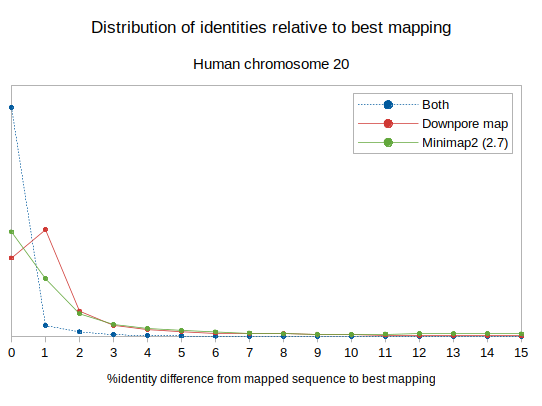 Distribution of identities relative to best mapping
Human chromosome 20
Both
Downpore map
Minimap2 (2.7)
0 1 2 3 4 5 6 7 8 9 10 11 12 13 14 15
%identity difference from mapped sequence to best mapping